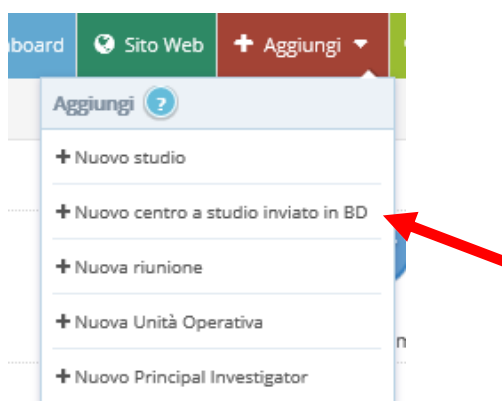 board Sito Web + Aggiungi
Aggiungi ?
+ Nuovo studio
+ Nuovo centro a studio inviato in BD
+ Nuova riunione
+ Nuova Unità Operativa
+ Nuovo Principal Investigator